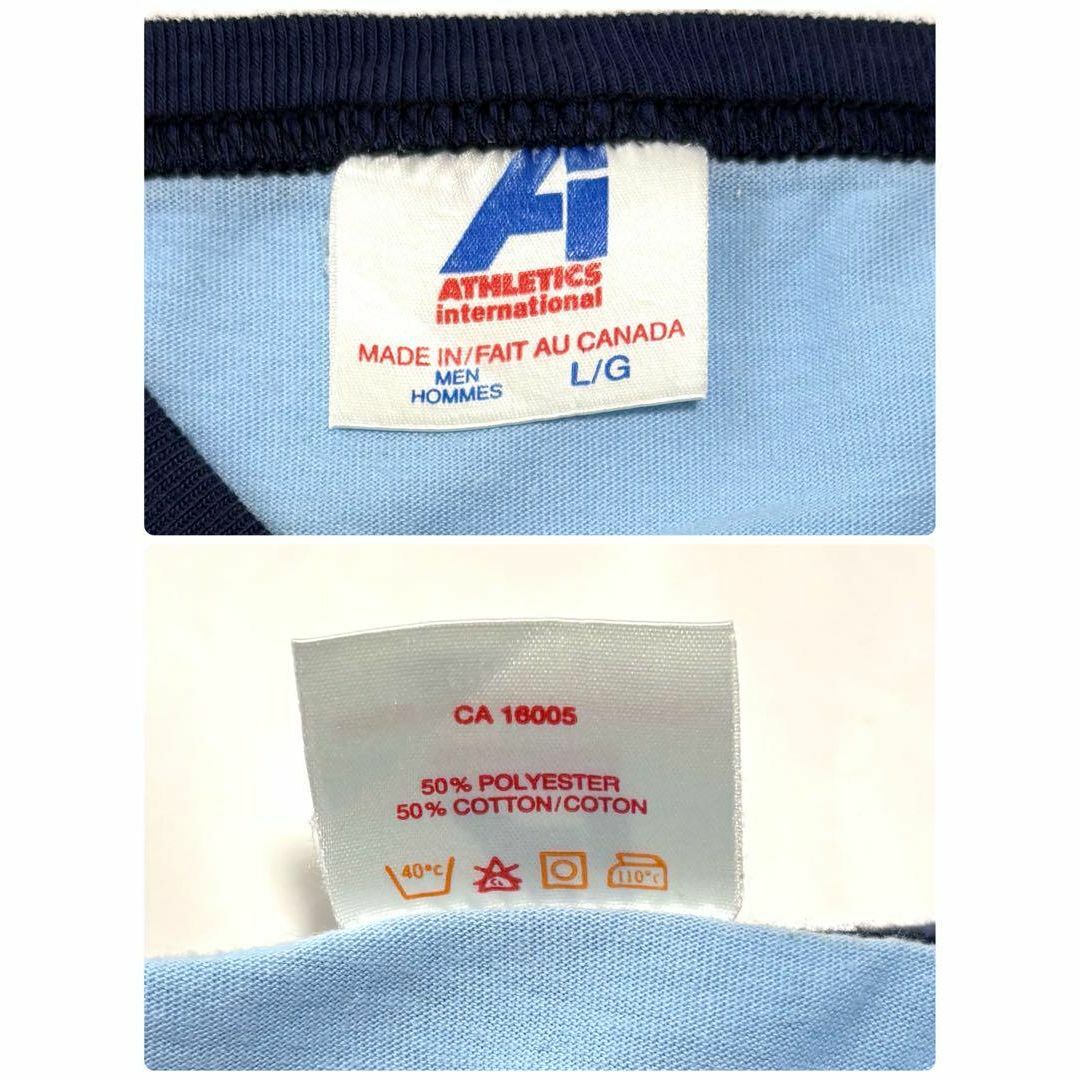 Ai
ATHLETICS
international
MADE IN/FAIT AU CANADA
MEN
HOMMES
L/G
CA 16005
50% POLYESTER
50% COTTON/COTON
40°C CL 110°C